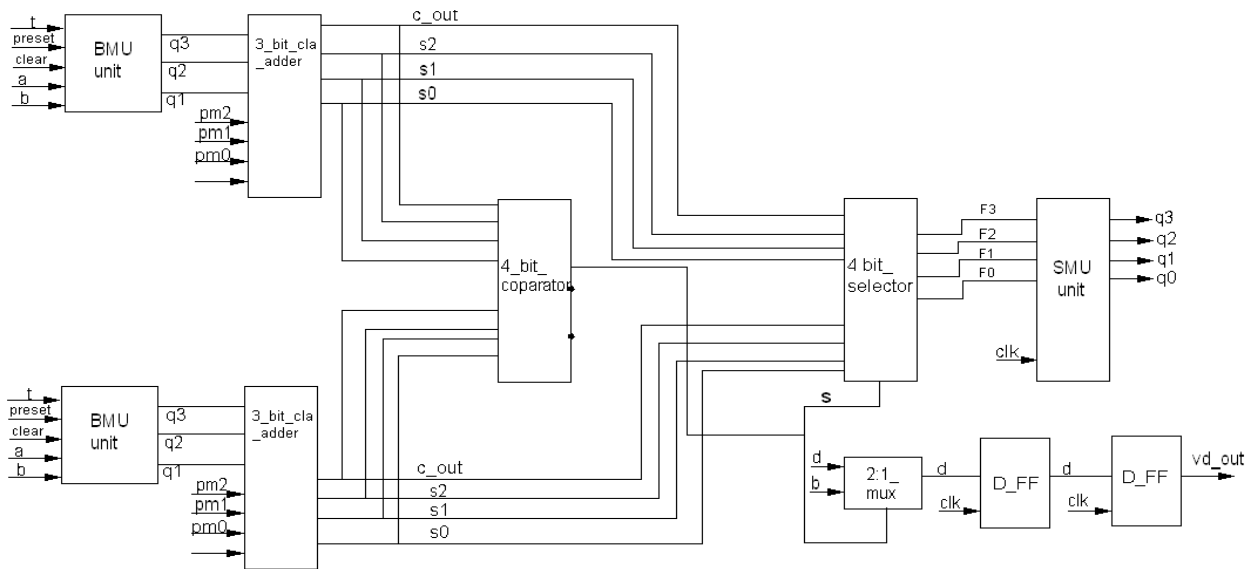 t
preset
clear
a
b
BMU
unit
q3
q2
q1
3_bit_cla
_adder
pm2
pm1
pm0
c_out
s2
s1
s0
4_bit_
coparator
4 bit_
selector
F3
F2
F1
F0
SMU
unit
clk
q3
q2
q1
q0
t
preset
clear
a
b
BMU
unit
q3
q2
q1
3_bit_cla
_adder
pm2
pm1
pm0
c_out
s2
s1
s0
s
d
b
2:1_
mux
d
D_FF
clk
d
D_FF
clk
vd_out